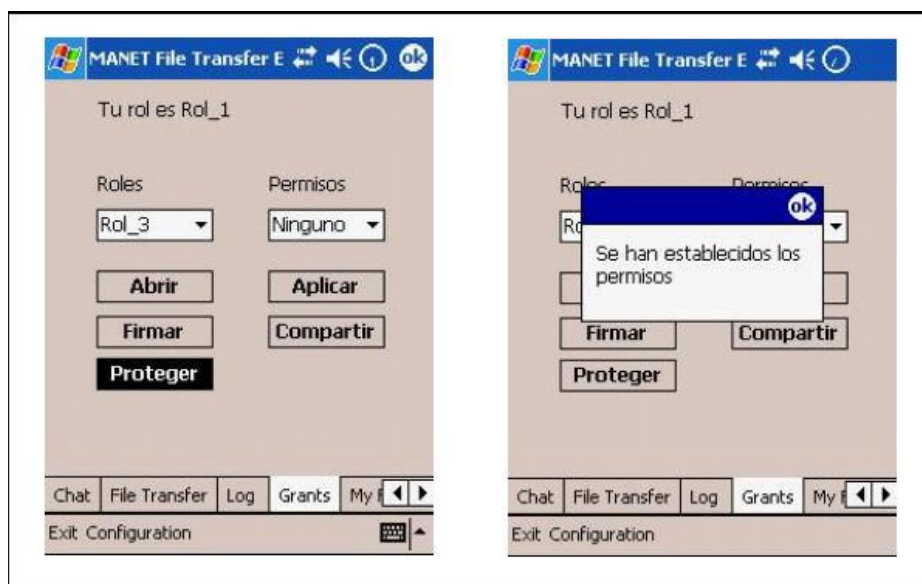 MANET File Transfer E
ok
Tu rol es Rol_1
Roles Permisos
Rol_3 Ninguno
Abrir Aplicar
Firmar Compartir
Proteger
Chat File Transfer Log Grants My
Exit Configuration
MANET File Transfer E
Tu rol es Rol_1
Roles Permisos
ok
Se han establecidos los
permisos
Firmar Compartir
Proteger
Chat File Transfer Log Grants My
Exit Configuration